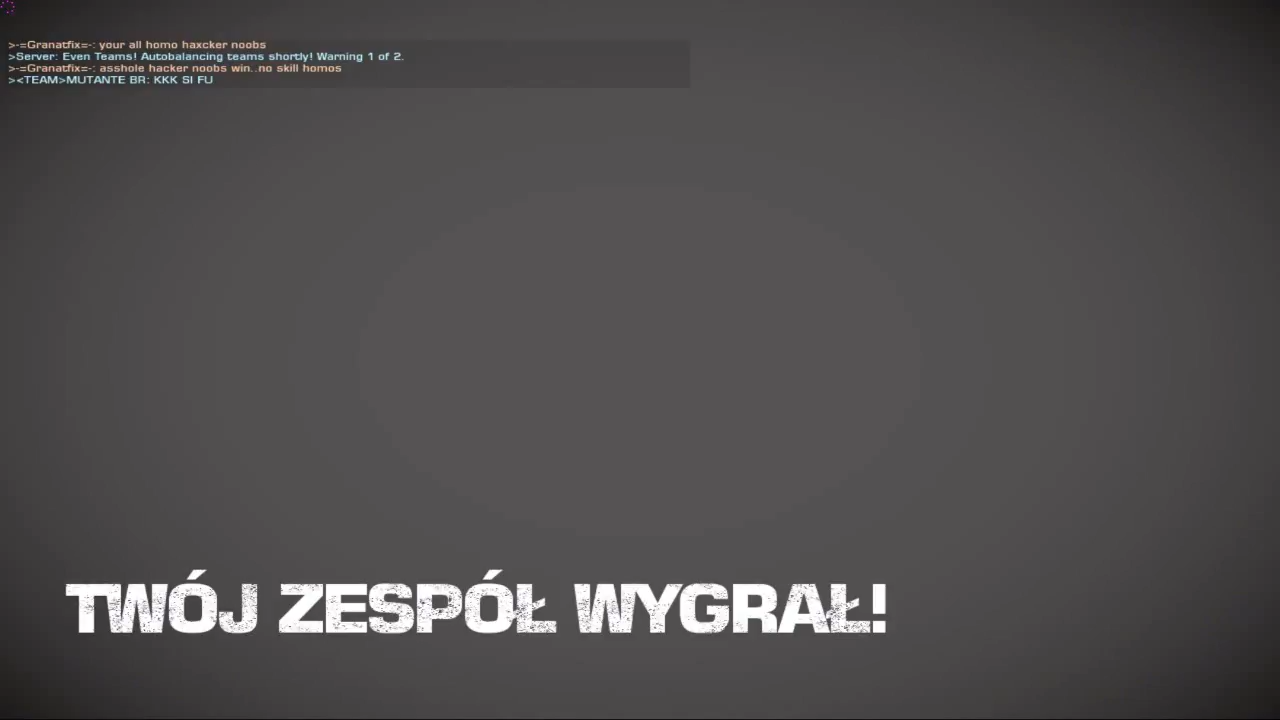 >-=Granatfix=-: your all homo haxcker noobs
>Server: Even Teams! Autobalancing teams shortly! Warning 1 of 2.
>-=Granatfix=-: asshole hacker noobs win..no skill homos
><TEAM>MUTANTE BR: KKK SI FU
TWÓJ ZESPÓŁ WYGRAŁ!